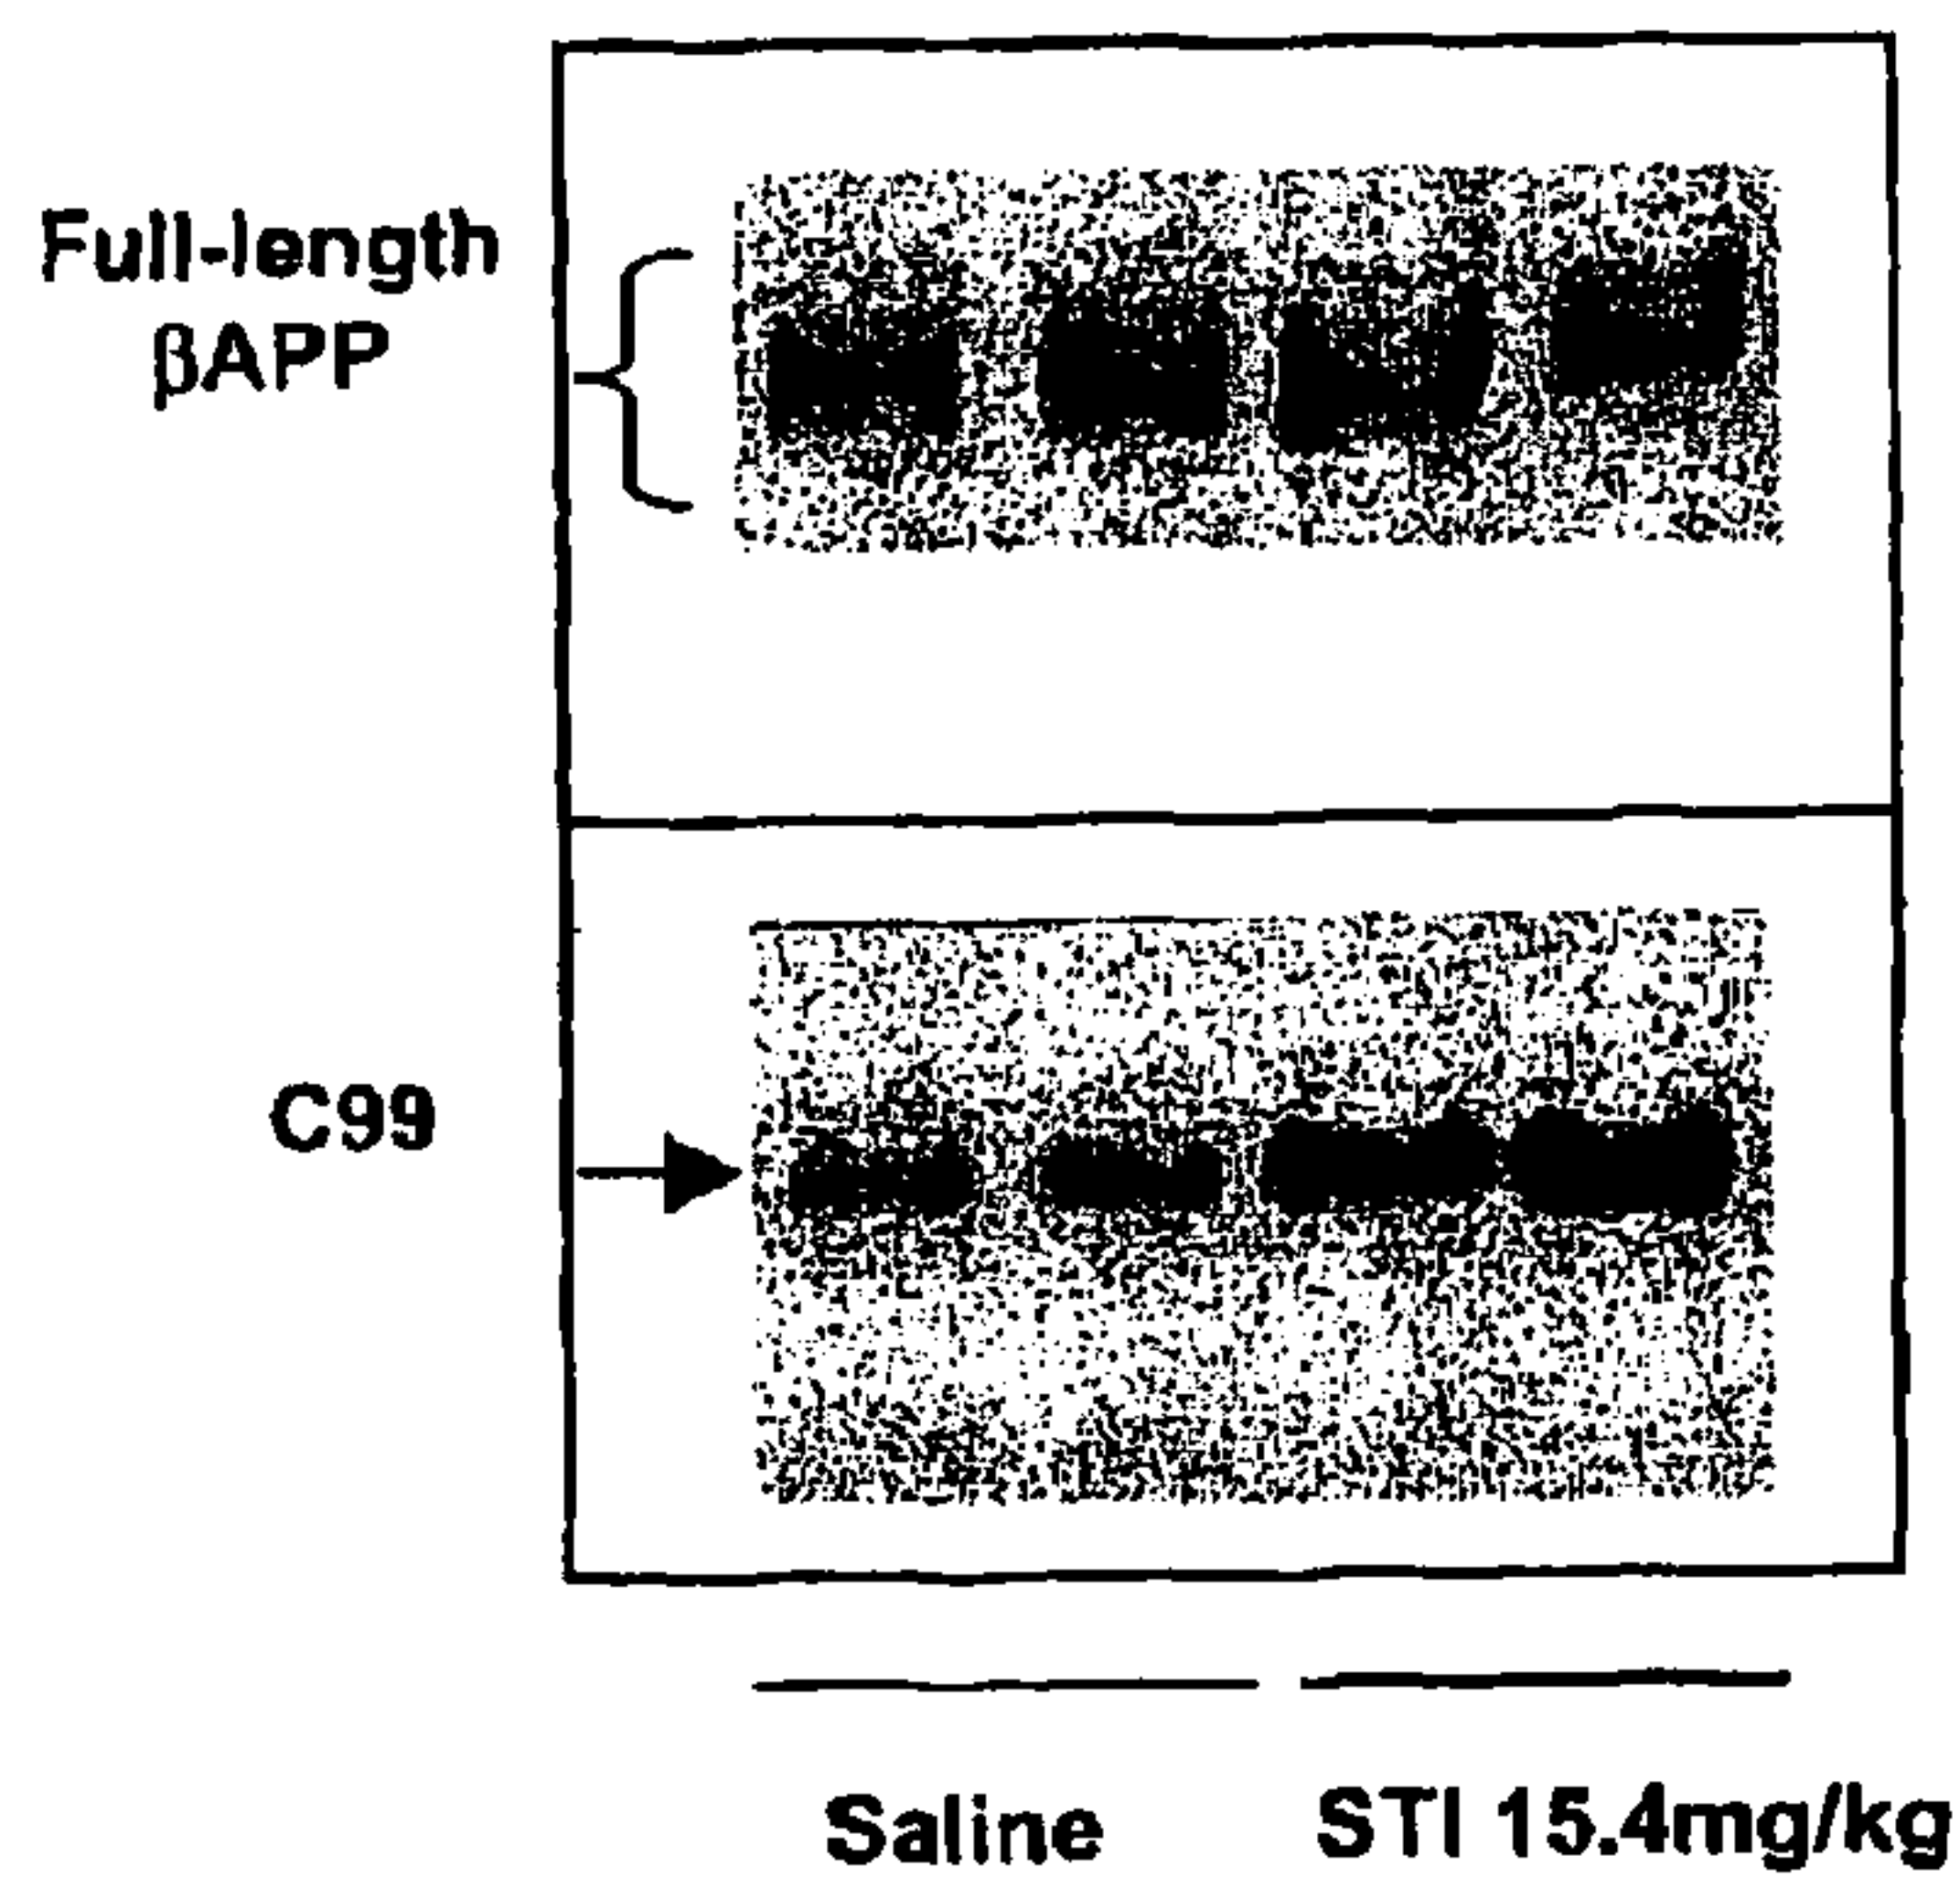 Full-length
βAPP
C99
Saline
STI 15.4mg/kg